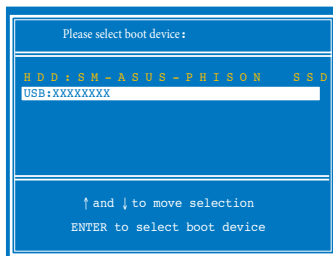 Please select boot device:
HDD:SM-ASUS-PHISON SSD
USB:XXXXXXXX
↑ and ↓ to move selection
ENTER to select boot device